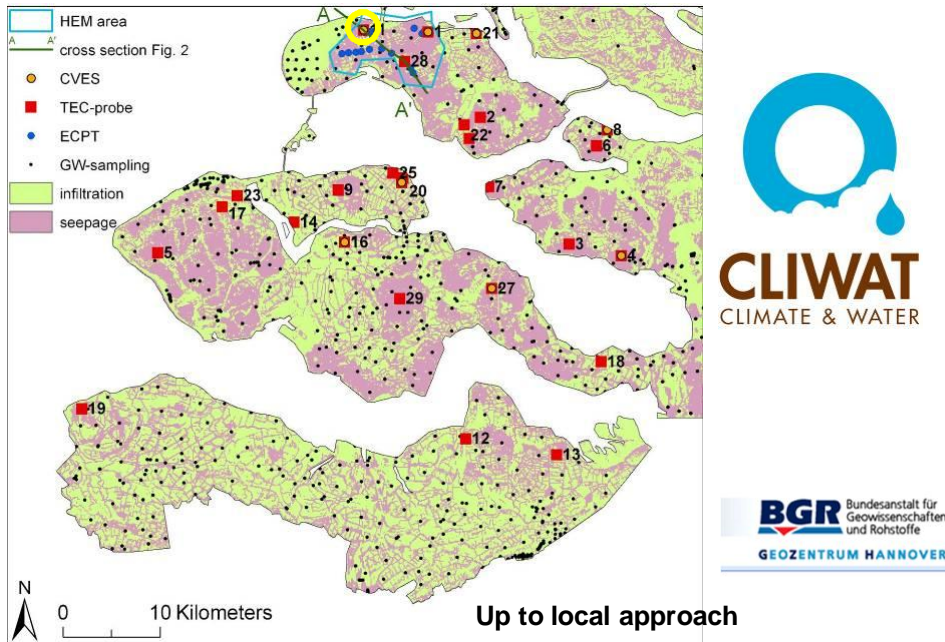 HEM area
A A' cross section Fig. 2
CVES
TEC-probe
ECPT
GW-sampling
infiltration
seepage
A
1
21
28
A'
2
22
8
6
25
20
9
7
23
17
14
5
16
3
4
29
27
18
19
12
13
N
0 10 Kilometers
Up to local approach
CLIWAT
CLIMATE & WATER
BGR Bundesanstalt für
Geowissenschaften
und Rohstoffe
GEOZENTRUM HANNOVER